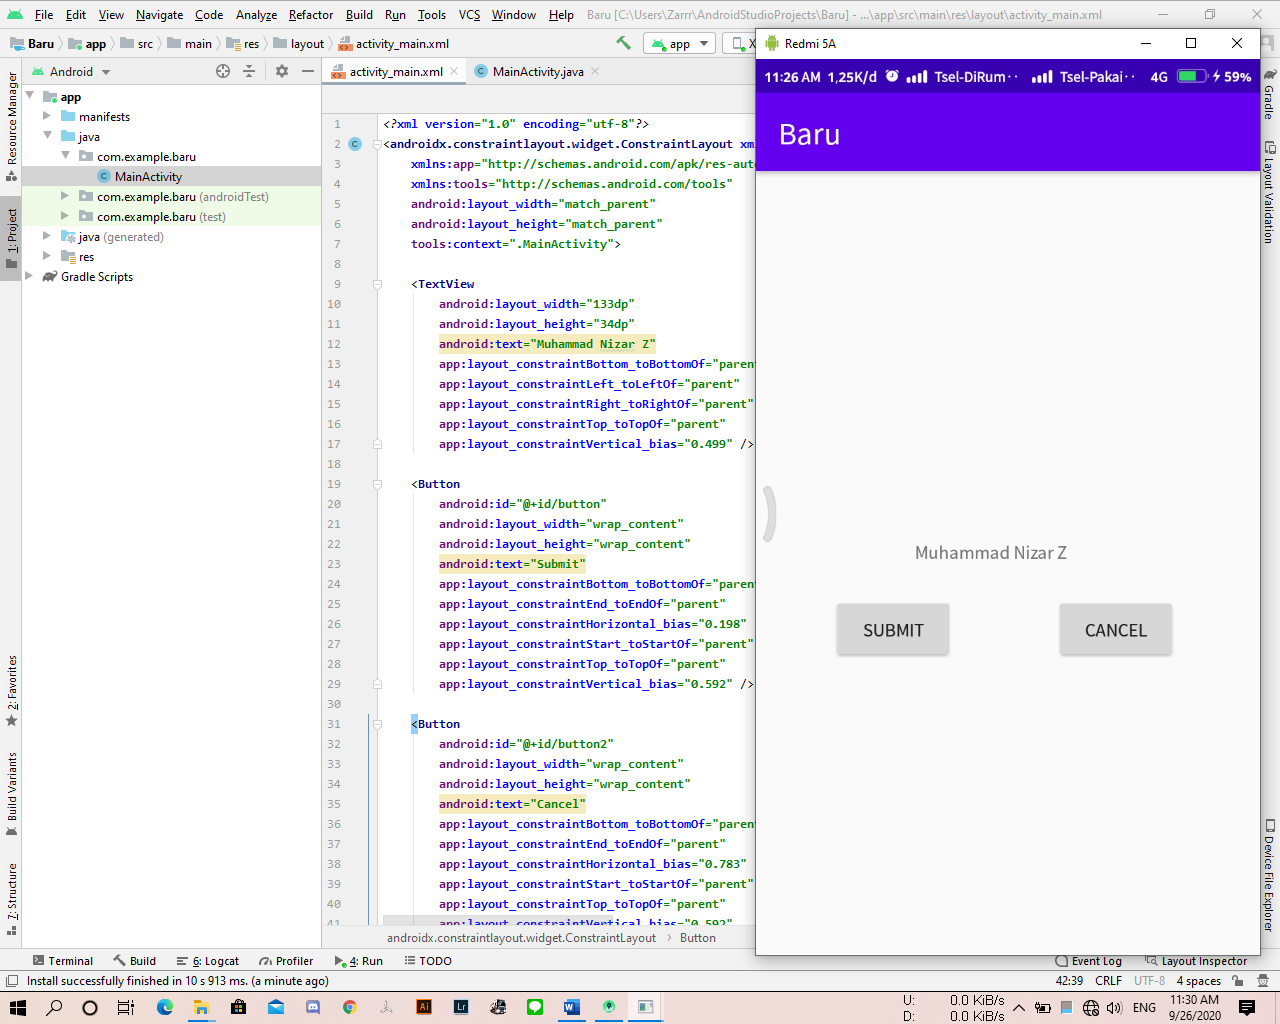 File Edit View Navigate Code Analyze Refactor Build Run Tools VCS Window Help Baru [C:\Users\Zarrr\AndroidStudioProjects\Baru] - ...\app\src\main\res\layout\activity_main.xml
Baru app src main res layout activity_main.xml app
Redmi 5A
Android
activity_main.xml MainActivity.java
Resource Manager
1: Project
2: Favorites
Build Variants
7: Structure
app
manifests
java
com.example.baru
MainActivity
com.example.baru (androidTest)
com.example.baru (test)
java (generated)
res
Gradle Scripts
1 <?xml version="1.0" encoding="utf-8"?>
2 <androidx.constraintlayout.widget.ConstraintLayout xm
3 xmlns:app="http://schemas.android.com/apk/res-aut
4 xmlns:tools="http://schemas.android.com/tools"
5 android:layout_width="match_parent"
6 android:layout_height="match_parent"
7 tools:context=".MainActivity">
8
9 <TextView
10 android:layout_width="133dp"
11 android:layout_height="34dp"
12 android:text="Muhammad Nizar Z"
13 app:layout_constraintBottom_toBottomOf="paren
14 app:layout_constraintLeft_toLeftOf="parent"
15 app:layout_constraintRight_toRightOf="parent"
16 app:layout_constraintTop_toTopOf="parent"
17 app:layout_constraintVertical_bias="0.499" />
18
19 <Button
20 android:id="@+id/button"
21 android:layout_width="wrap_content"
22 android:layout_height="wrap_content"
23 android:text="Submit"
24 app:layout_constraintBottom_toBottomOf="paren
25 app:layout_constraintEnd_toEndOf="parent"
26 app:layout_constraintHorizontal_bias="0.198"
27 app:layout_constraintStart_toStartOf="parent"
28 app:layout_constraintTop_toTopOf="parent"
29 app:layout_constraintVertical_bias="0.592" />
30
31 <Button
32 android:id="@+id/button2"
33 android:layout_width="wrap_content"
34 android:layout_height="wrap_content"
35 android:text="Cancel"
36 app:layout_constraintBottom_toBottomOf="paren
37 app:layout_constraintEnd_toEndOf="parent"
38 app:layout_constraintHorizontal_bias="0.783"
39 app:layout_constraintStart_toStartOf="parent"
40 app:layout_constraintTop_toTopOf="parent"
41 app:layout_constraintVertical_bias="0.592"
androidx.constraintlayout.widget.ConstraintLayout Button
11:26 AM 1,25K/d Tsel-DiRum·· Tsel-Pakai·· 4G 59%
Baru
Muhammad Nizar Z
SUBMIT CANCEL
Gradle
Layout Validation
Device File Explorer
Terminal Build 6: Logcat Profiler 4: Run TODO Event Log Layout Inspector
Install successfully finished in 10 s 913 ms. (a minute ago) 42:39 CRLF UTF-8 4 spaces
U: 0.0 KiB/s
D: 0.0 KiB/s
ENG
11:30 AM
9/26/2020